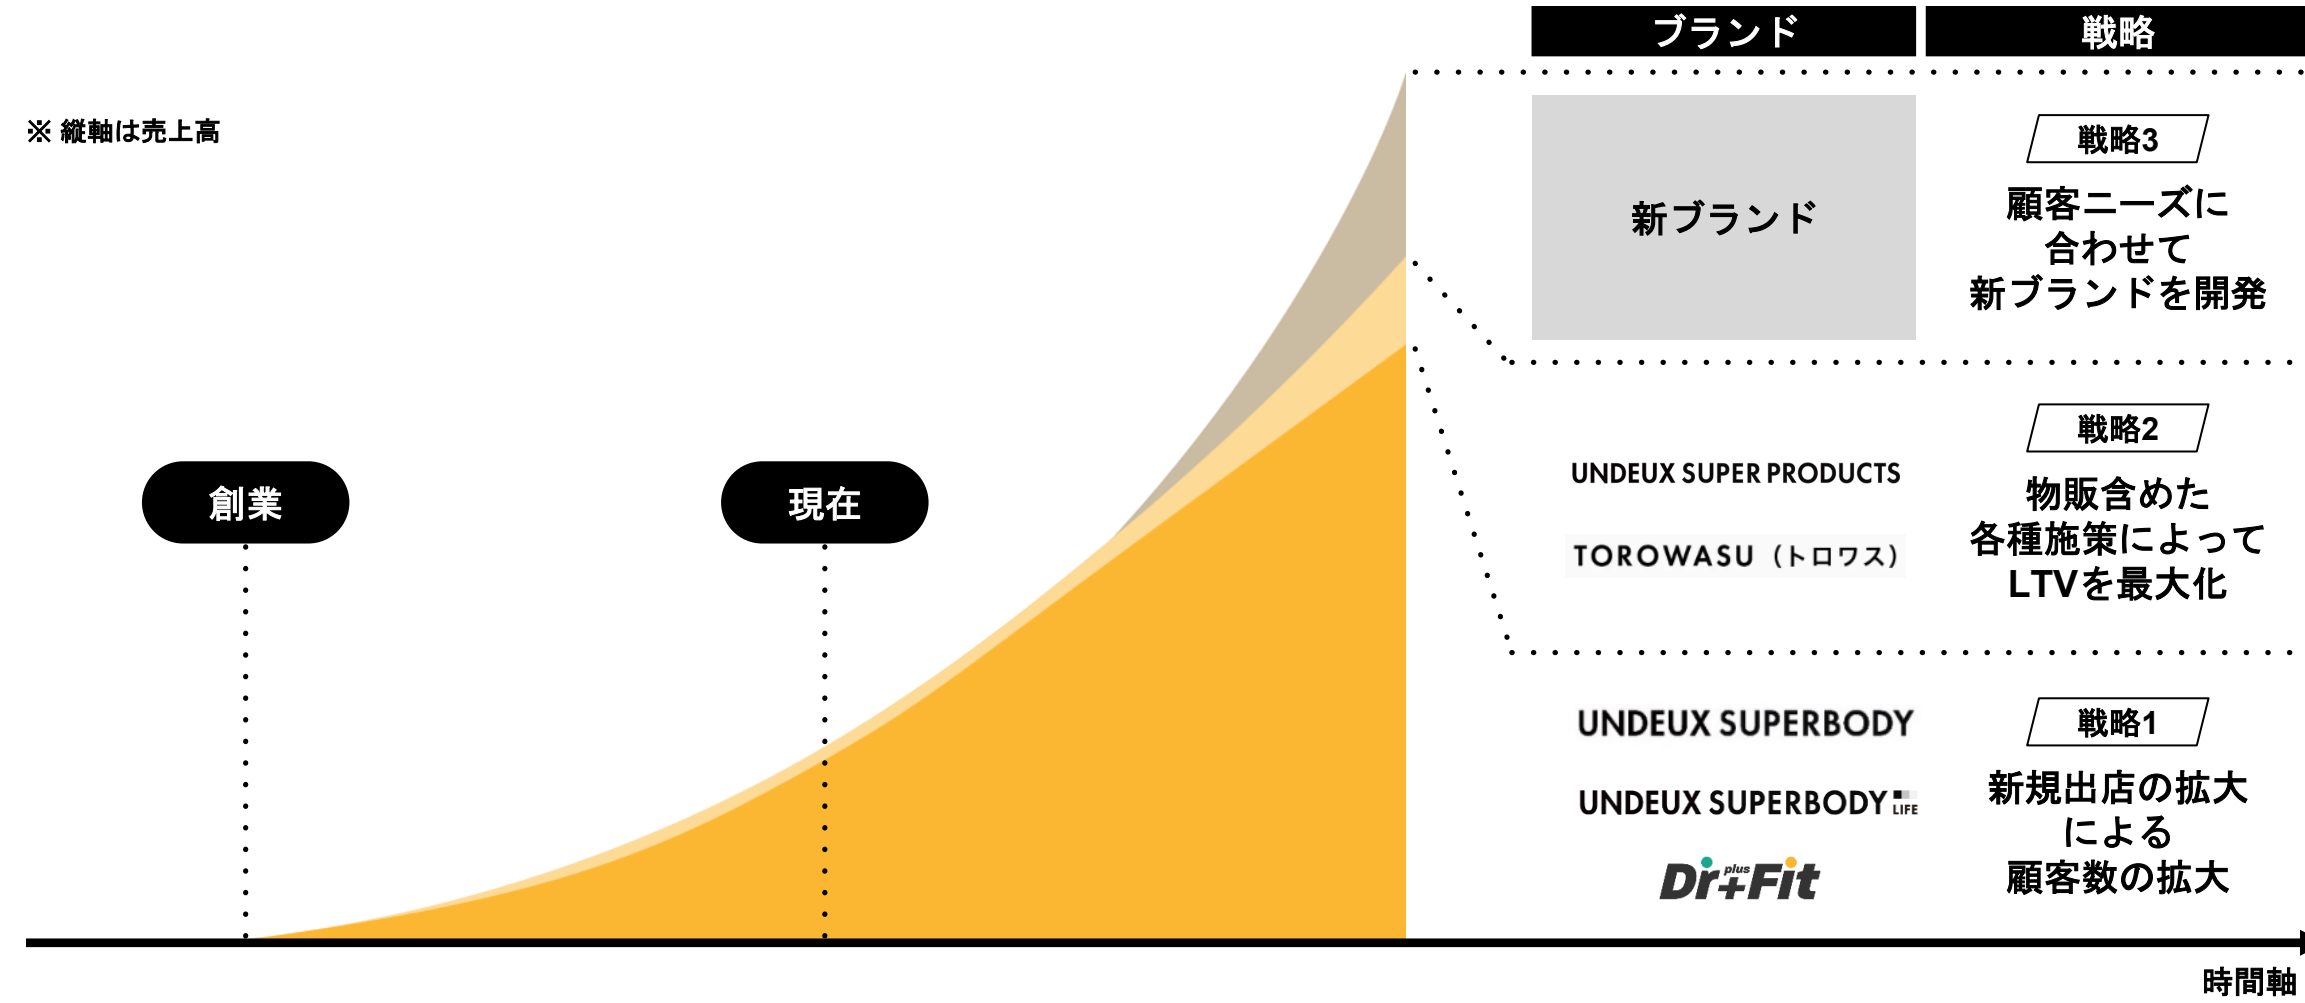 ブランド
戦略
※ 縦軸は売上高
戦略3
新ブランド
顧客ニーズに
合わせて
新ブランドを開発
戦略2
UNDEUX SUPER PRODUCTS
TOROWASU（トロワス）
物販含めた
各種施策によって
LTVを最大化
創業
現在
戦略1
UNDEUX SUPERBODY
UNDEUX SUPERBODY LIFE
Dr plus +Fit
新規出店の拡大
による
顧客数の拡大
時間軸